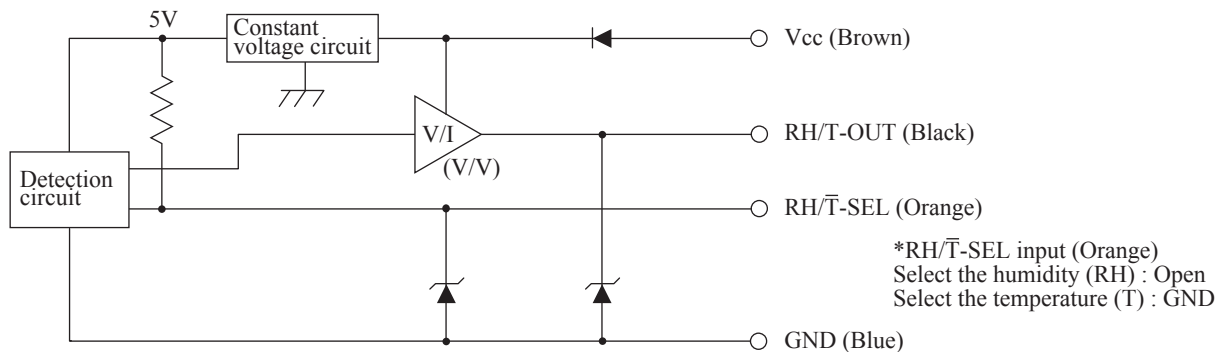 5V
Constant
voltage circuit
Vcc (Brown)
V/I
RH/T-OUT (Black)
(V/V)
Detection
circuit
RH/T̅-SEL (Orange)
*RH/T̅-SEL input (Orange)
Select the humidity (RH) : Open
Select the temperature (T) : GND
GND (Blue)